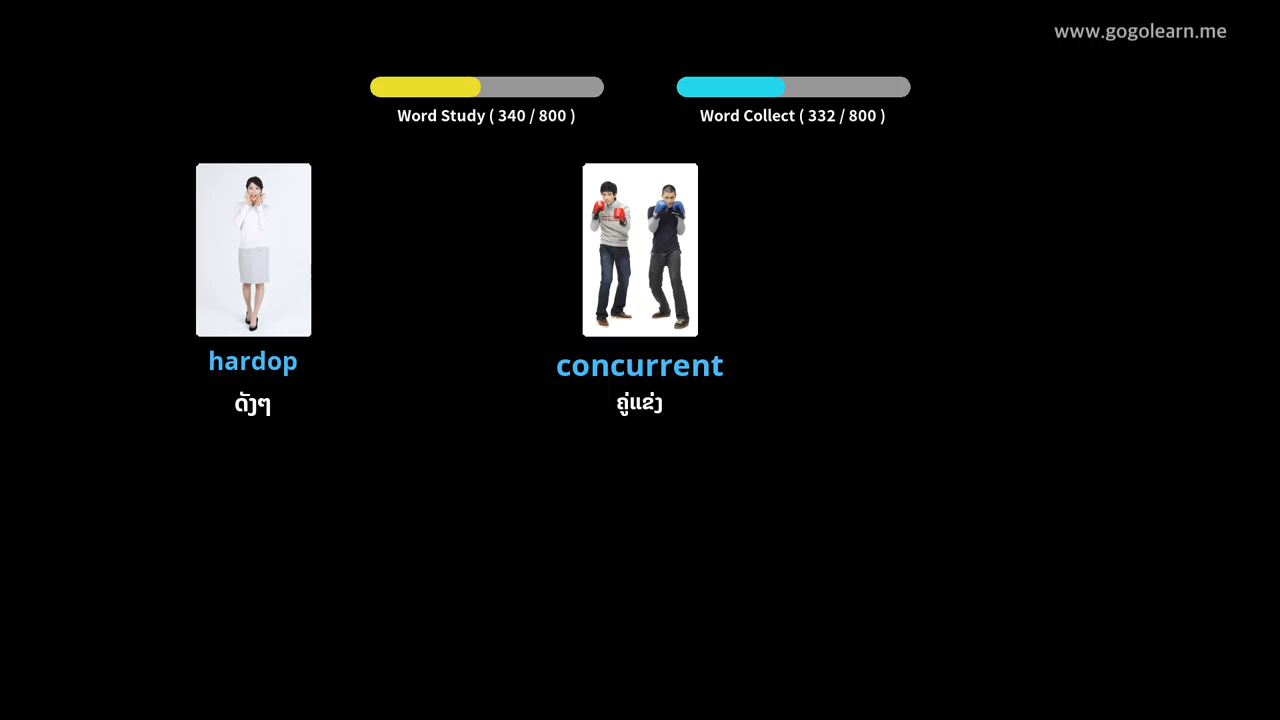 www.gogolearn.me
Word Study ( 340 / 800 )
Word Collect ( 332 / 800 )
hardop
concurrent
ດັງໆ
ຄູ່ແຂ່ງ